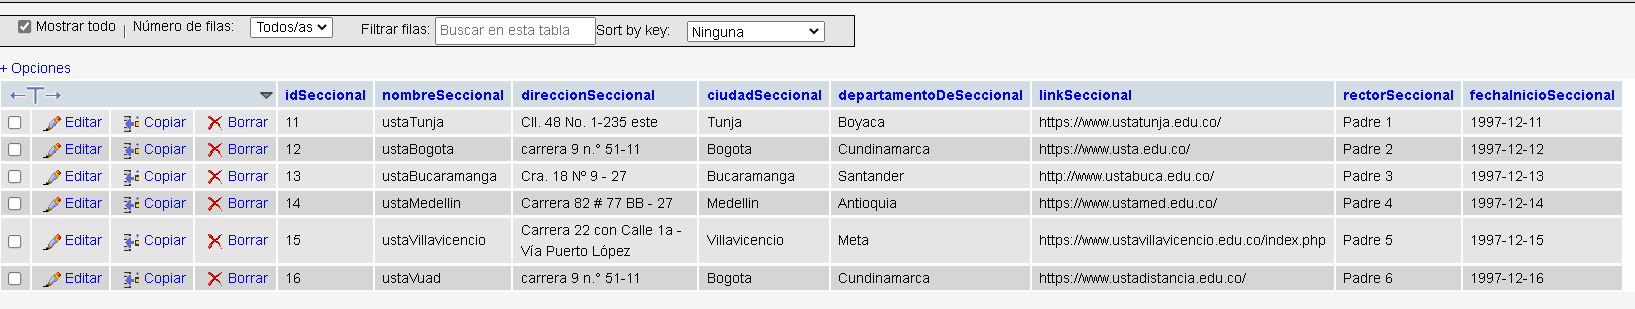 Mostrar todo | Número de filas: Todos/as Filtrar filas: Buscar en esta tabla Sort by key: Ninguna
+ Opciones
←T→ idSeccional nombreSeccional direccionSeccional ciudadSeccional departamentoDeSeccional linkSeccional rectorSeccional fechaInicioSeccional
Editar Copiar Borrar 11 ustaTunja Cll. 48 No. 1-235 este Tunja Boyaca https://www.ustatunja.edu.co/ Padre 1 1997-12-11
Editar Copiar Borrar 12 ustaBogota carrera 9 n.° 51-11 Bogota Cundinamarca https://www.usta.edu.co/ Padre 2 1997-12-12
Editar Copiar Borrar 13 ustaBucaramanga Cra. 18 Nº 9 - 27 Bucaramanga Santander http://www.ustabuca.edu.co/ Padre 3 1997-12-13
Editar Copiar Borrar 14 ustaMedellin Carrera 82 # 77 BB - 27 Medellin Antioquia https://www.ustamed.edu.co/ Padre 4 1997-12-14
Editar Copiar Borrar 15 ustaVillavicencio Carrera 22 con Calle 1a -
Vía Puerto López Villavicencio Meta https://www.ustavillavicencio.edu.co/index.php Padre 5 1997-12-15
Editar Copiar Borrar 16 ustaVuad carrera 9 n.° 51-11 Bogota Cundinamarca https://www.ustadistancia.edu.co/ Padre 6 1997-12-16